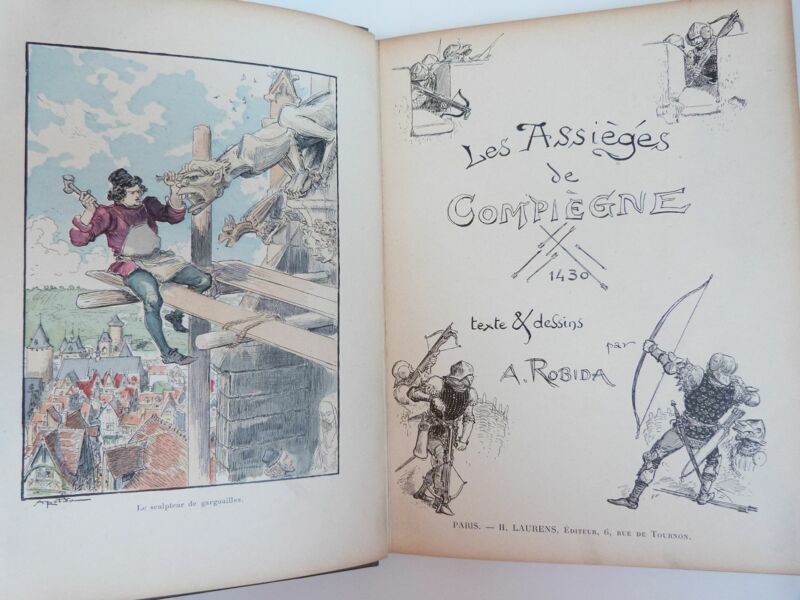 Le sculpteur de gargouilles.
Les Assiégés
de
COMPIÈGNE
1430
texte & dessins
par
A. ROBIDA
PARIS. — H. LAURENS, ÉDITEUR, 6, RUE DE TOURNON.